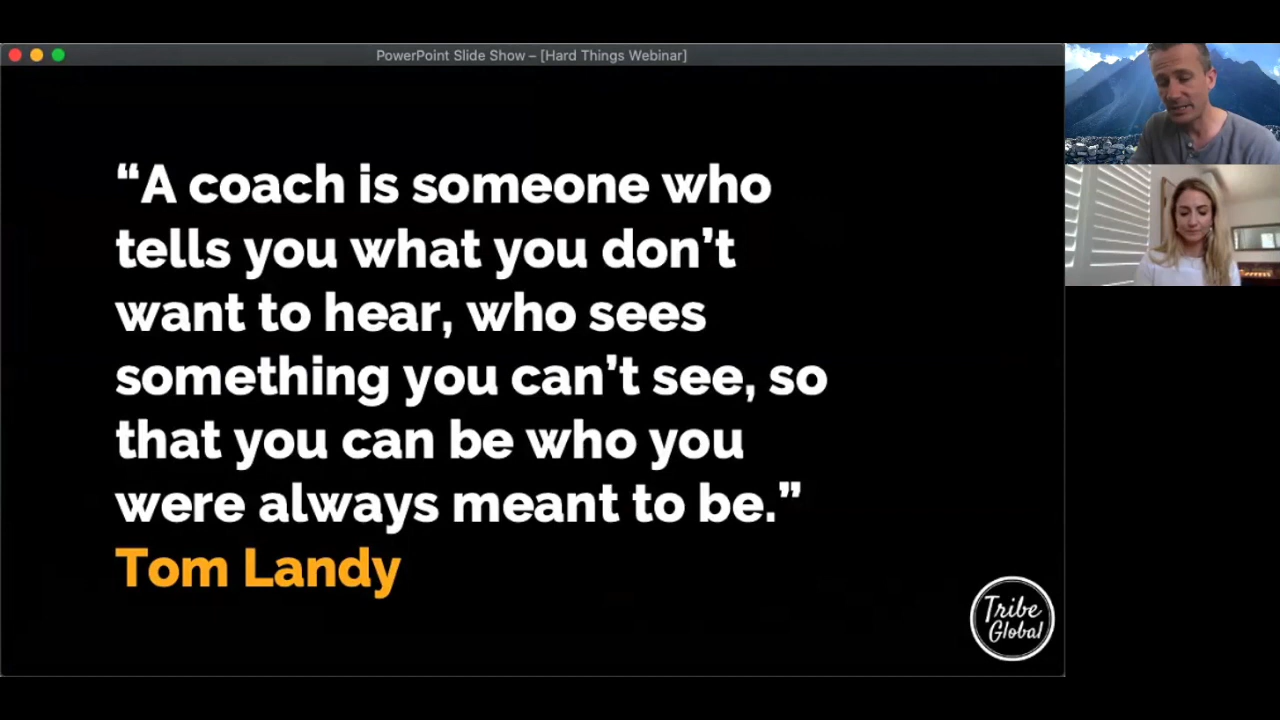 PowerPoint Slide Show – [Hard Things Webinar]
“A coach is someone who
tells you what you don’t
want to hear, who sees
something you can’t see, so
that you can be who you
were always meant to be.”
Tom Landy
Tribe
Global